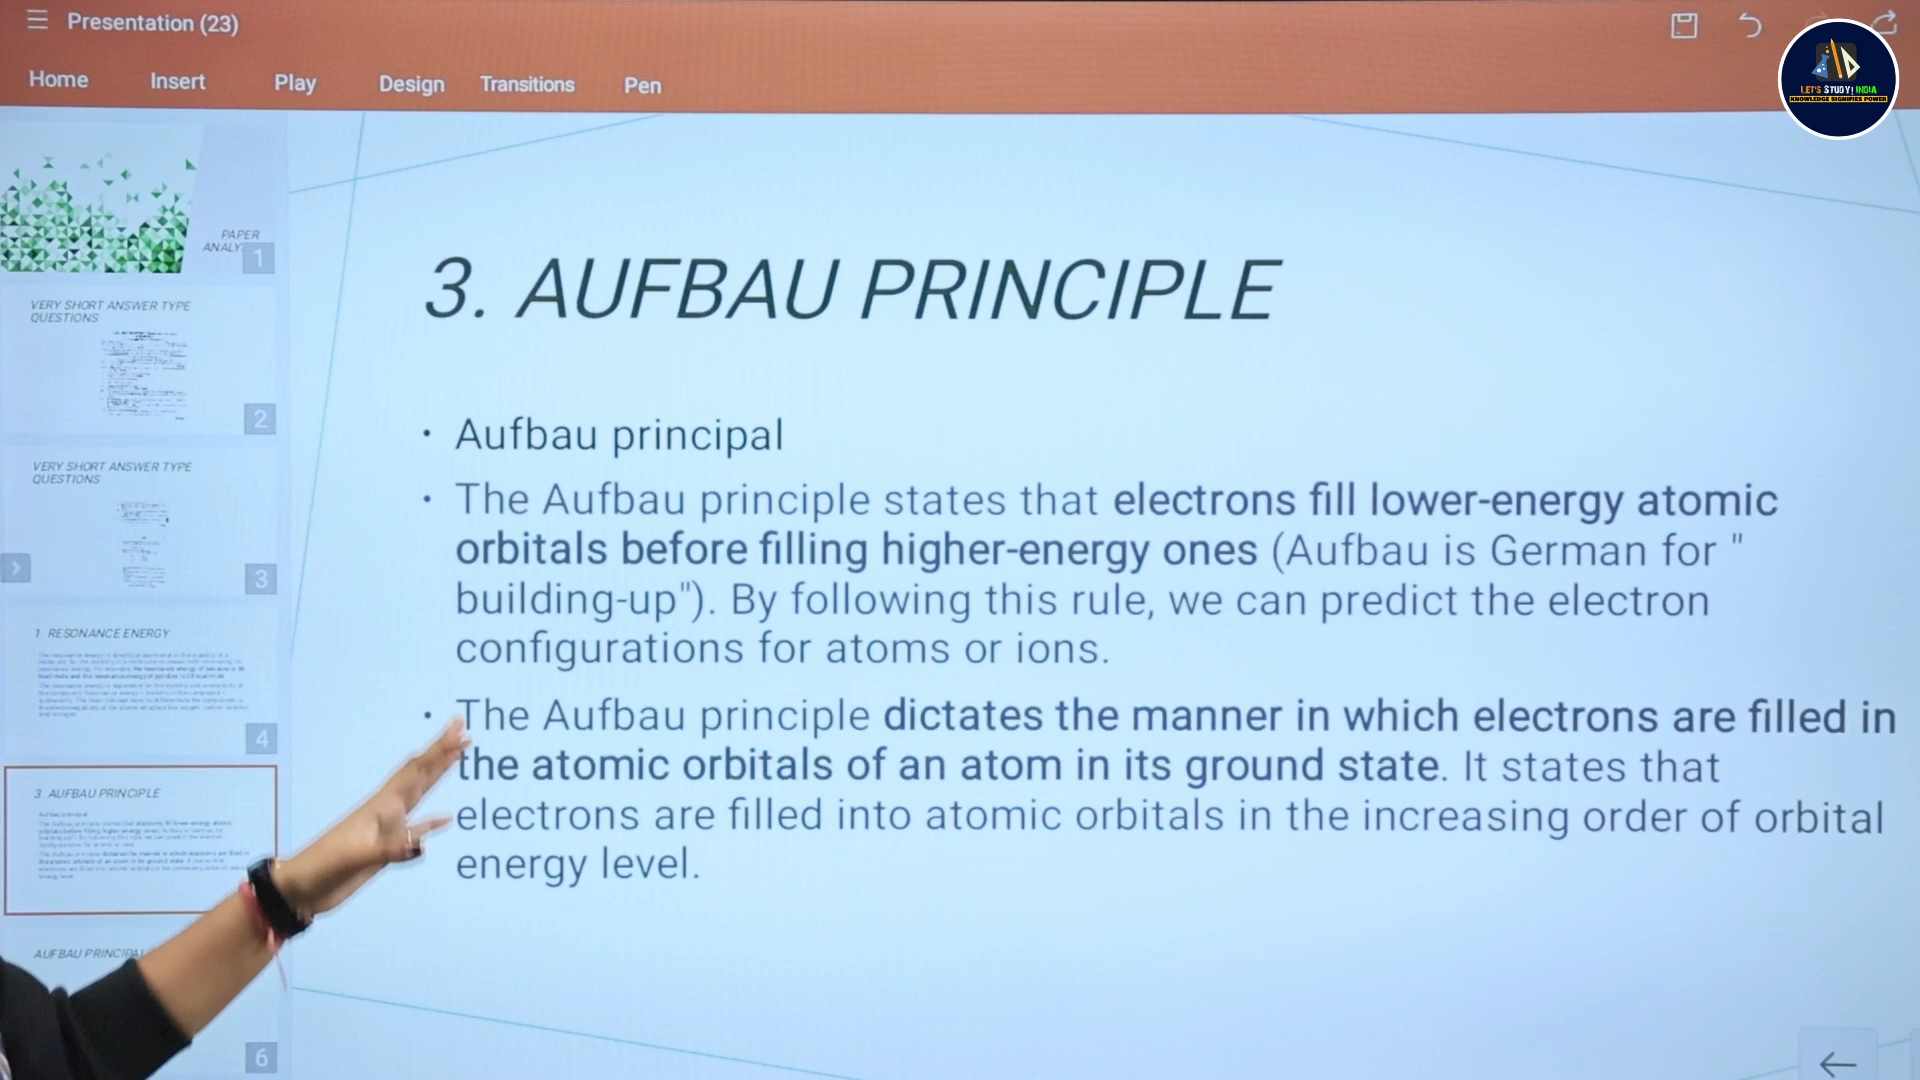 Presentation (23)
Home Insert Play Design Transitions Pen
LET'S STUDY! INDIA
KNOWLEDGE SIGNIFIES POWER
PAPER
1
VERY SHORT ANSWER TYPE
QUESTIONS
2
VERY SHORT ANSWER TYPE
QUESTIONS
3
1. RESONANCE ENERGY
4
3. AUFBAU PRINCIPLE
Aufbau principal
AUFBAU PRINCIPAL
6
3. AUFBAU PRINCIPLE
• Aufbau principal
• The Aufbau principle states that electrons fill lower-energy atomic
orbitals before filling higher-energy ones (Aufbau is German for "
building-up"). By following this rule, we can predict the electron
configurations for atoms or ions.
• The Aufbau principle dictates the manner in which electrons are filled in
the atomic orbitals of an atom in its ground state. It states that
electrons are filled into atomic orbitals in the increasing order of orbital
energy level.